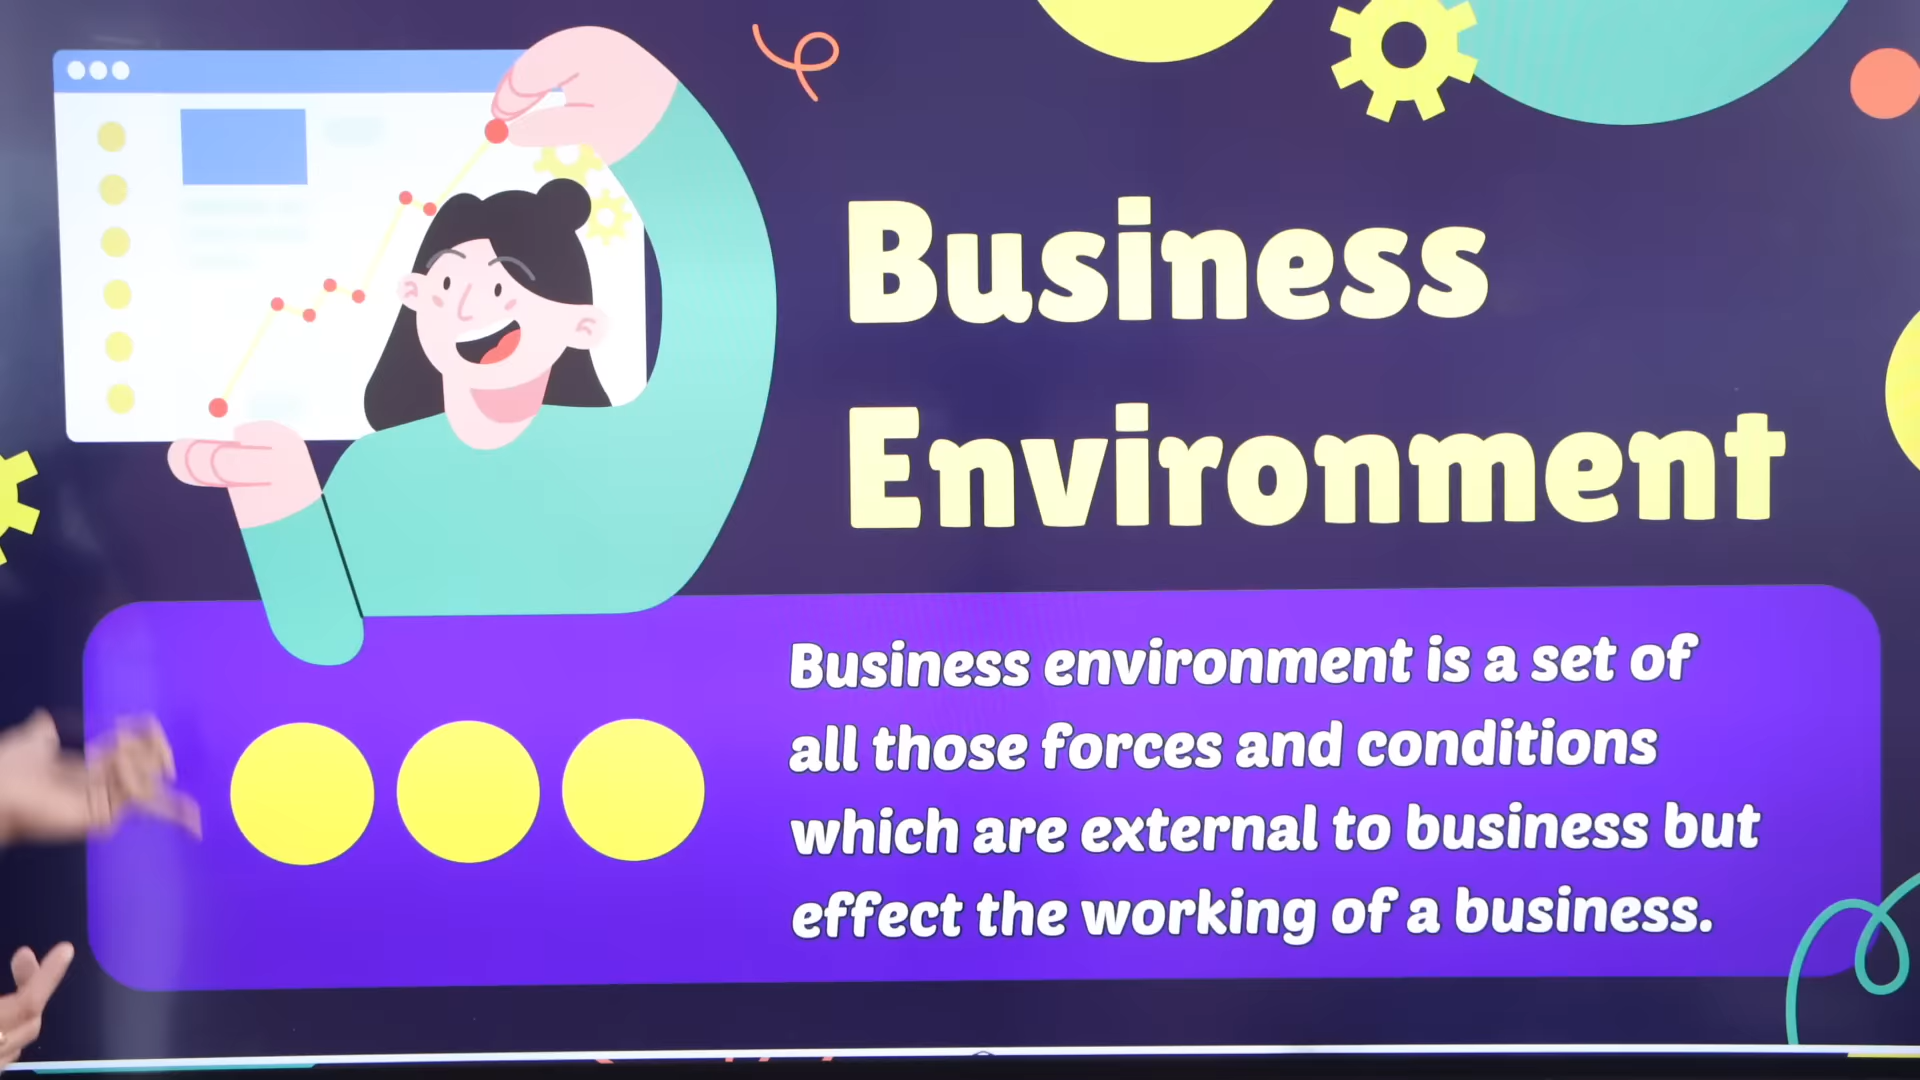 Business
Environment
Business environment is a set of
all those forces and conditions
which are external to business but
effect the working of a business.